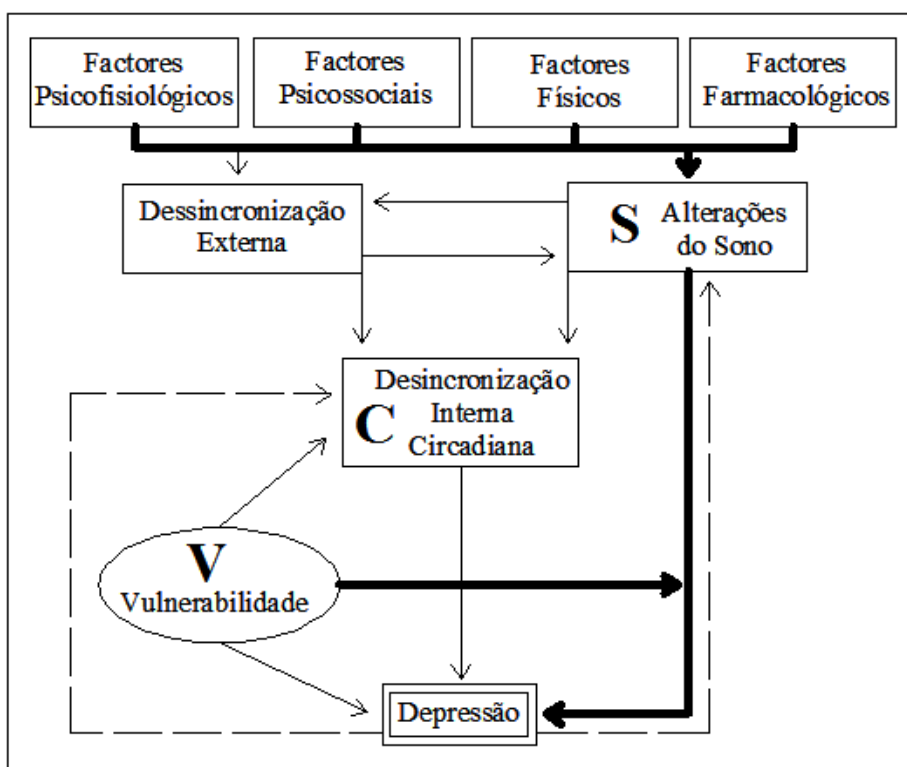 Factores
Psicofisiológicos
Factores
Psicossociais
Factores
Físicos
Factores
Farmacológicos
Dessincronização
Externa
S Alterações
do Sono
Desincronização
C Interna
Circadiana
V
Vulnerabilidade
Depressão